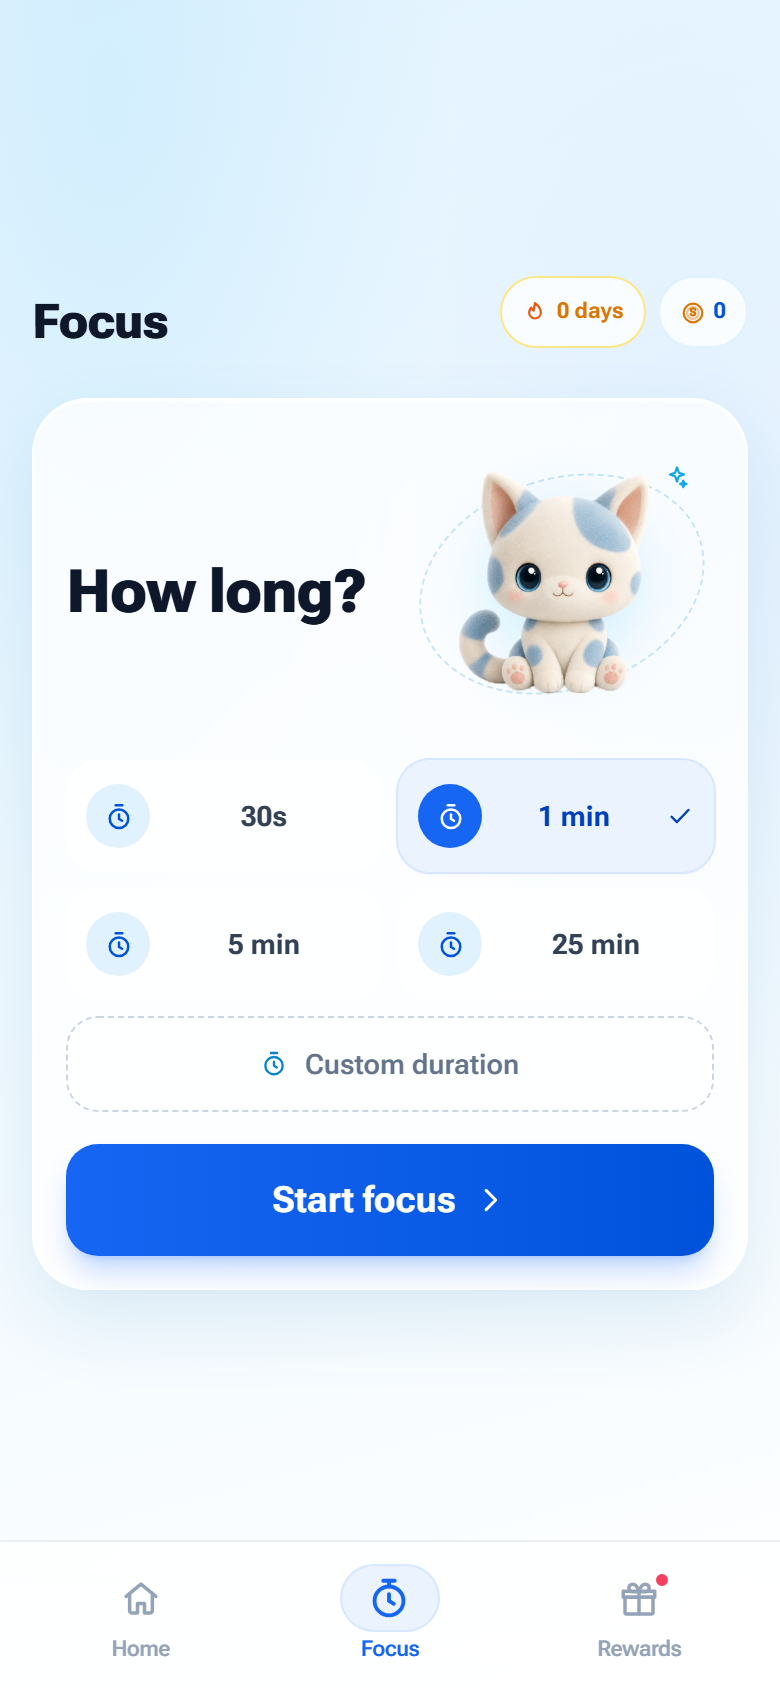 Focus
0 days
0
How long?
30s
1 min
5 min
25 min
Custom duration
Start focus
Home
Focus
Rewards